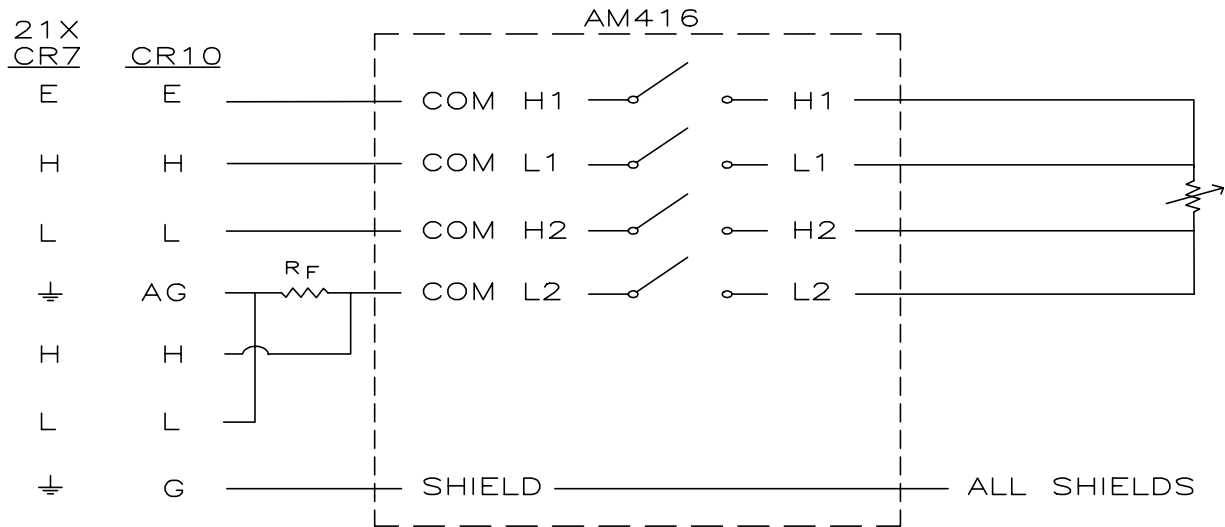 AM416
21X
CR7 CR10
E E COM H1 H1
H H COM L1 L1
L L COM H2 H2
RF
AG COM L2 L2
H H
L L
G SHIELD ALL SHIELDS